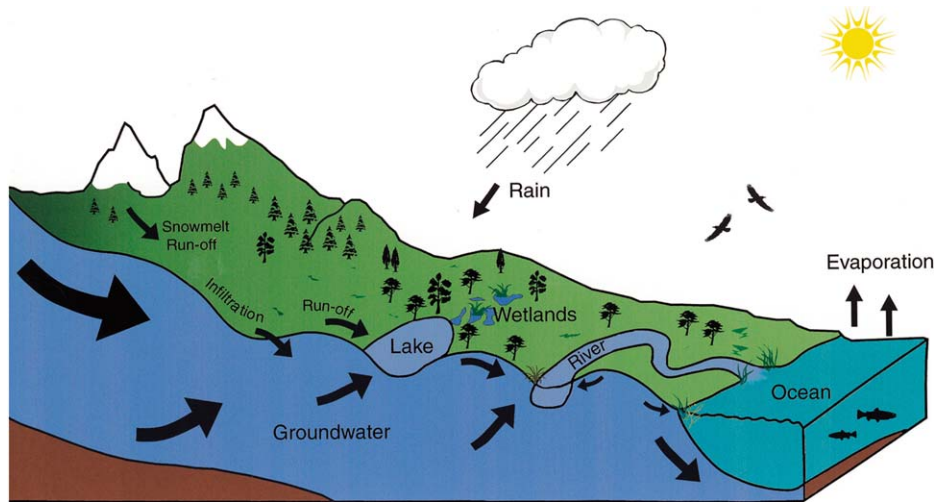 Rain
Snowmelt
Run-off
Evaporation
Infiltration
Run-off
Wetlands
Lake
River
Ocean
Groundwater